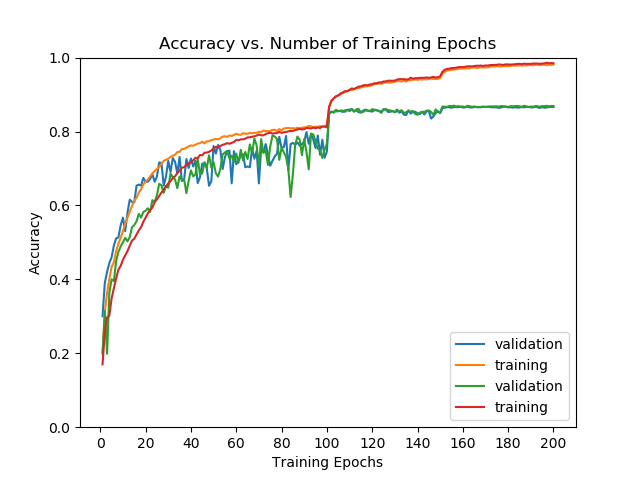 Accuracy vs. Number of Training Epochs
1.0
0.8
0.6
0.4
0.2
0.0
Accuracy
validation
training
validation
training
0 20 40 60 80 100 120 140 160 180 200
Training Epochs